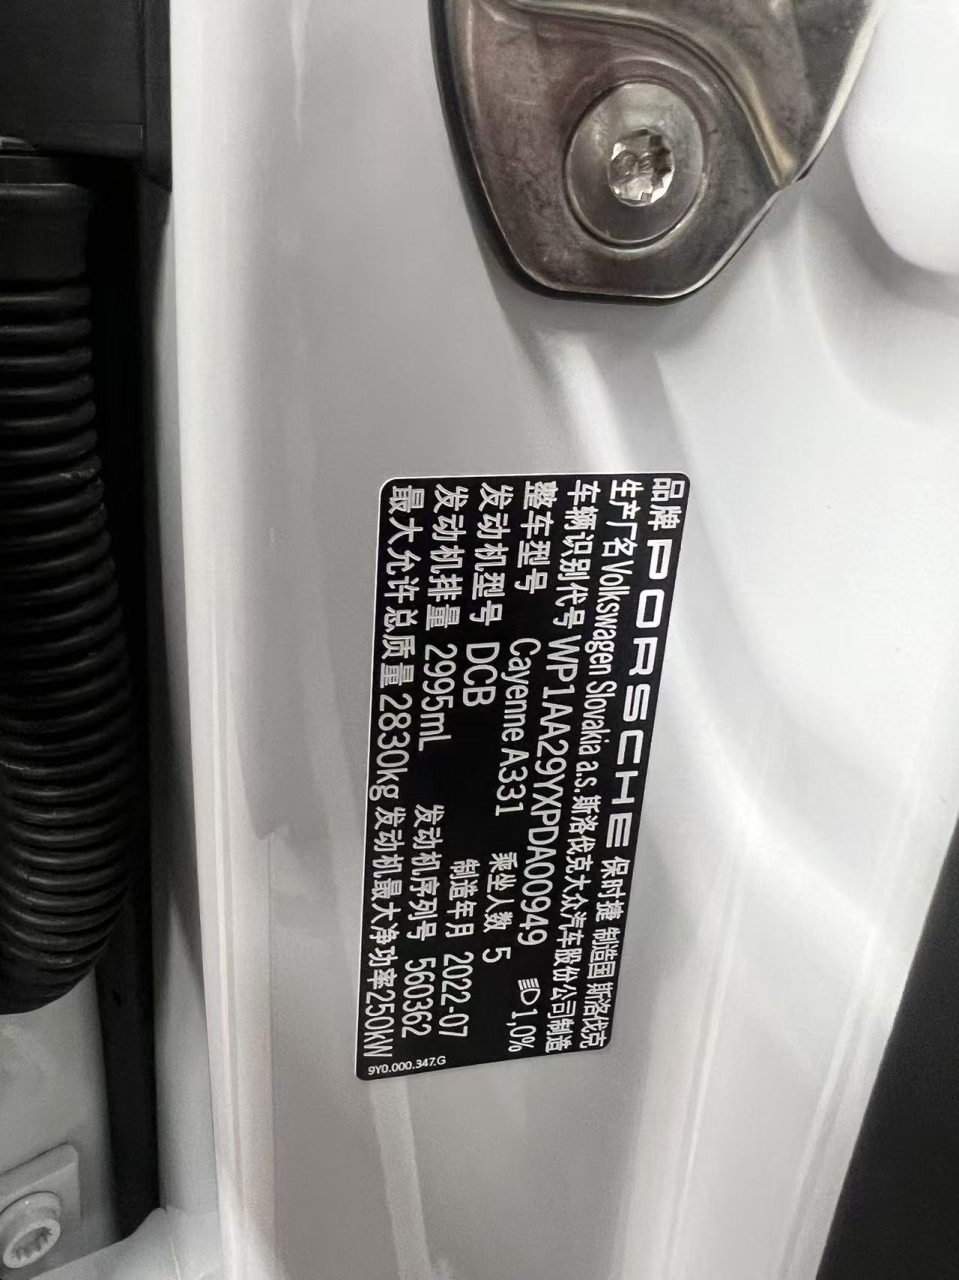 品牌 PORSCHE 保时捷 制造国 斯洛伐克
生产厂名 Volkswagen Slovakia a.s. 斯洛伐克大众汽车股份公司制造
车辆识别代号 WP1AA29YXPDA00949 1,0%
整车型号 Cayenne A331 乘坐人数 5
发动机型号 DCB 制造年月 2022-07
发动机排量 2995mL 发动机序列号 560362
最大允许总质量 2830kg 发动机最大净功率 250kW
9Y0.000.347.G